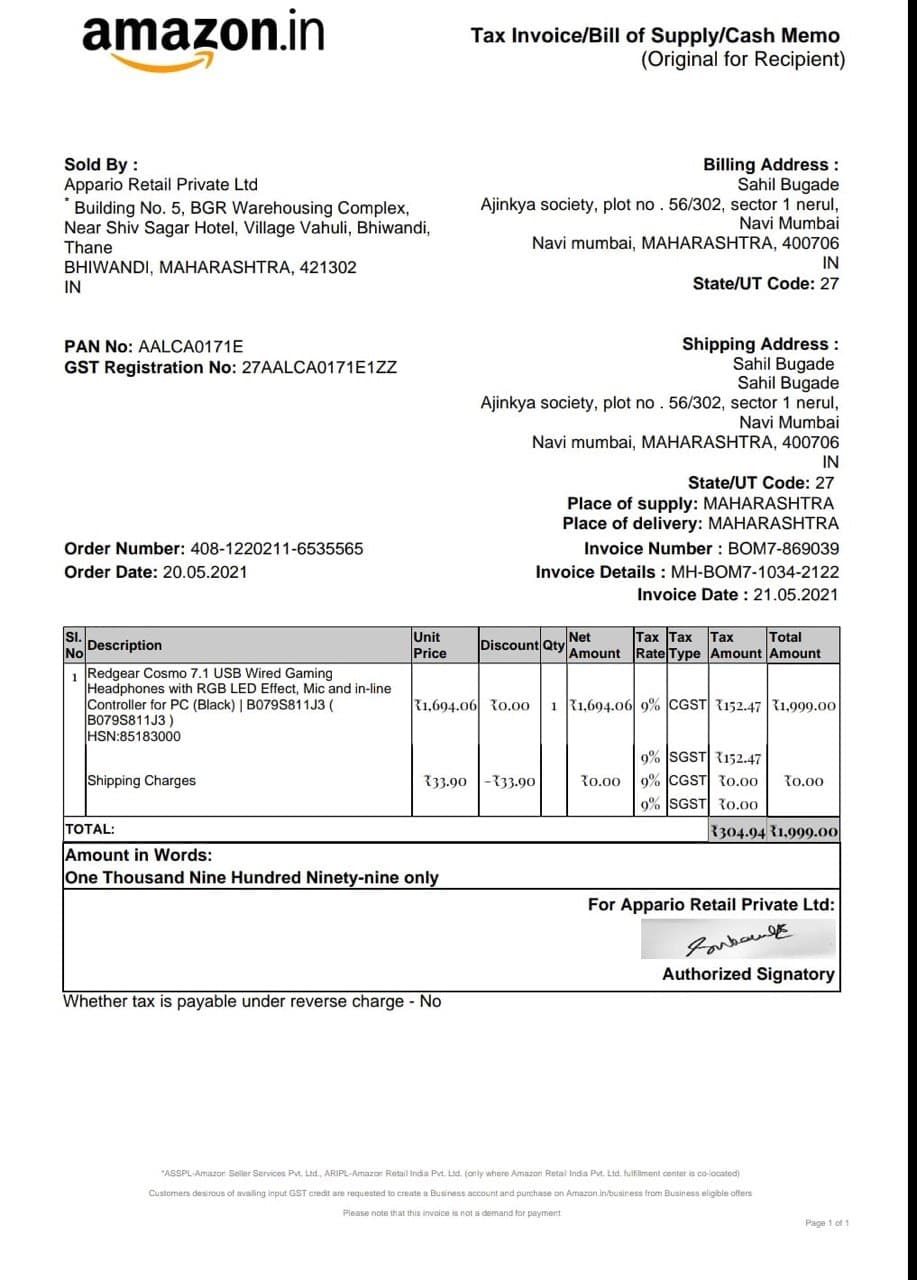 amazon.in
Tax Invoice/Bill of Supply/Cash Memo
(Original for Recipient)
Sold By :
Appario Retail Private Ltd
* Building No. 5, BGR Warehousing Complex,
Near Shiv Sagar Hotel, Village Vahuli, Bhiwandi,
Thane
BHIWANDI, MAHARASHTRA, 421302
IN
Billing Address :
Sahil Bugade
Ajinkya society, plot no . 56/302, sector 1 nerul,
Navi Mumbai
Navi mumbai, MAHARASHTRA, 400706
IN
State/UT Code: 27
PAN No: AALCA0171E
GST Registration No: 27AALCA0171E1ZZ
Shipping Address :
Sahil Bugade
Sahil Bugade
Ajinkya society, plot no . 56/302, sector 1 nerul,
Navi Mumbai
Navi mumbai, MAHARASHTRA, 400706
IN
State/UT Code: 27
Place of supply: MAHARASHTRA
Place of delivery: MAHARASHTRA
Order Number: 408-1220211-6535565
Order Date: 20.05.2021
Invoice Number : BOM7-869039
Invoice Details : MH-BOM7-1034-2122
Invoice Date : 21.05.2021
Sl. No Description Unit Price Discount Qty Net Amount Tax Rate Tax Type Tax Amount Total Amount
1 Redgear Cosmo 7.1 USB Wired Gaming
Headphones with RGB LED Effect, Mic and in-line
Controller for PC (Black) | B079S811J3 ( ₹1,694.06 ₹0.00 1 ₹1,694.06 9% CGST ₹152.47 ₹1,999.00
B079S811J3 )
HSN:85183000
9% SGST ₹152.47
Shipping Charges ₹33.90 -₹33.90 ₹0.00 9% CGST ₹0.00 ₹0.00
9% SGST ₹0.00
TOTAL: ₹304.94 ₹1,999.00
Amount in Words:
One Thousand Nine Hundred Ninety-nine only
For Appario Retail Private Ltd:
Authorized Signatory
Whether tax is payable under reverse charge - No
*ASSPL-Amazon Seller Services Pvt. Ltd., ARIPL-Amazon Retail India Pvt. Ltd. (only where Amazon Retail India Pvt. Ltd. fulfillment center is co-located)
Customers desirous of availing input GST credit are requested to create a Business account and purchase on Amazon.in/business from Business eligible offers
Please note that this invoice is not a demand for payment
Page 1 of 1